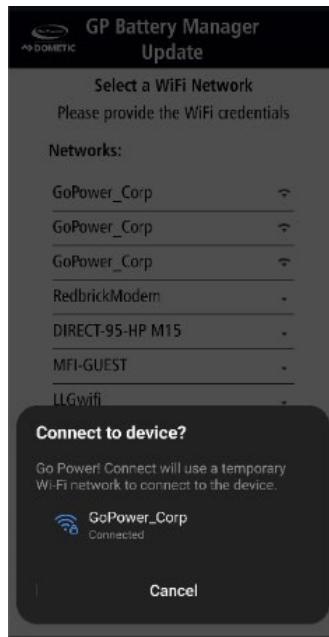 GP Battery Manager
DOMETIC
Update
Select a WiFi Network
Please provide the WiFi credentials
Networks:
GoPower_Corp
GoPower_Corp
GoPower_Corp
RedbrickModem
DIRECT-95-HP M15
MFI-GUEST
LLGwifi
Connect to device?
Go Power! Connect will use a temporary
Wi-Fi network to connect to the device.
GoPower_Corp
Connected
Cancel